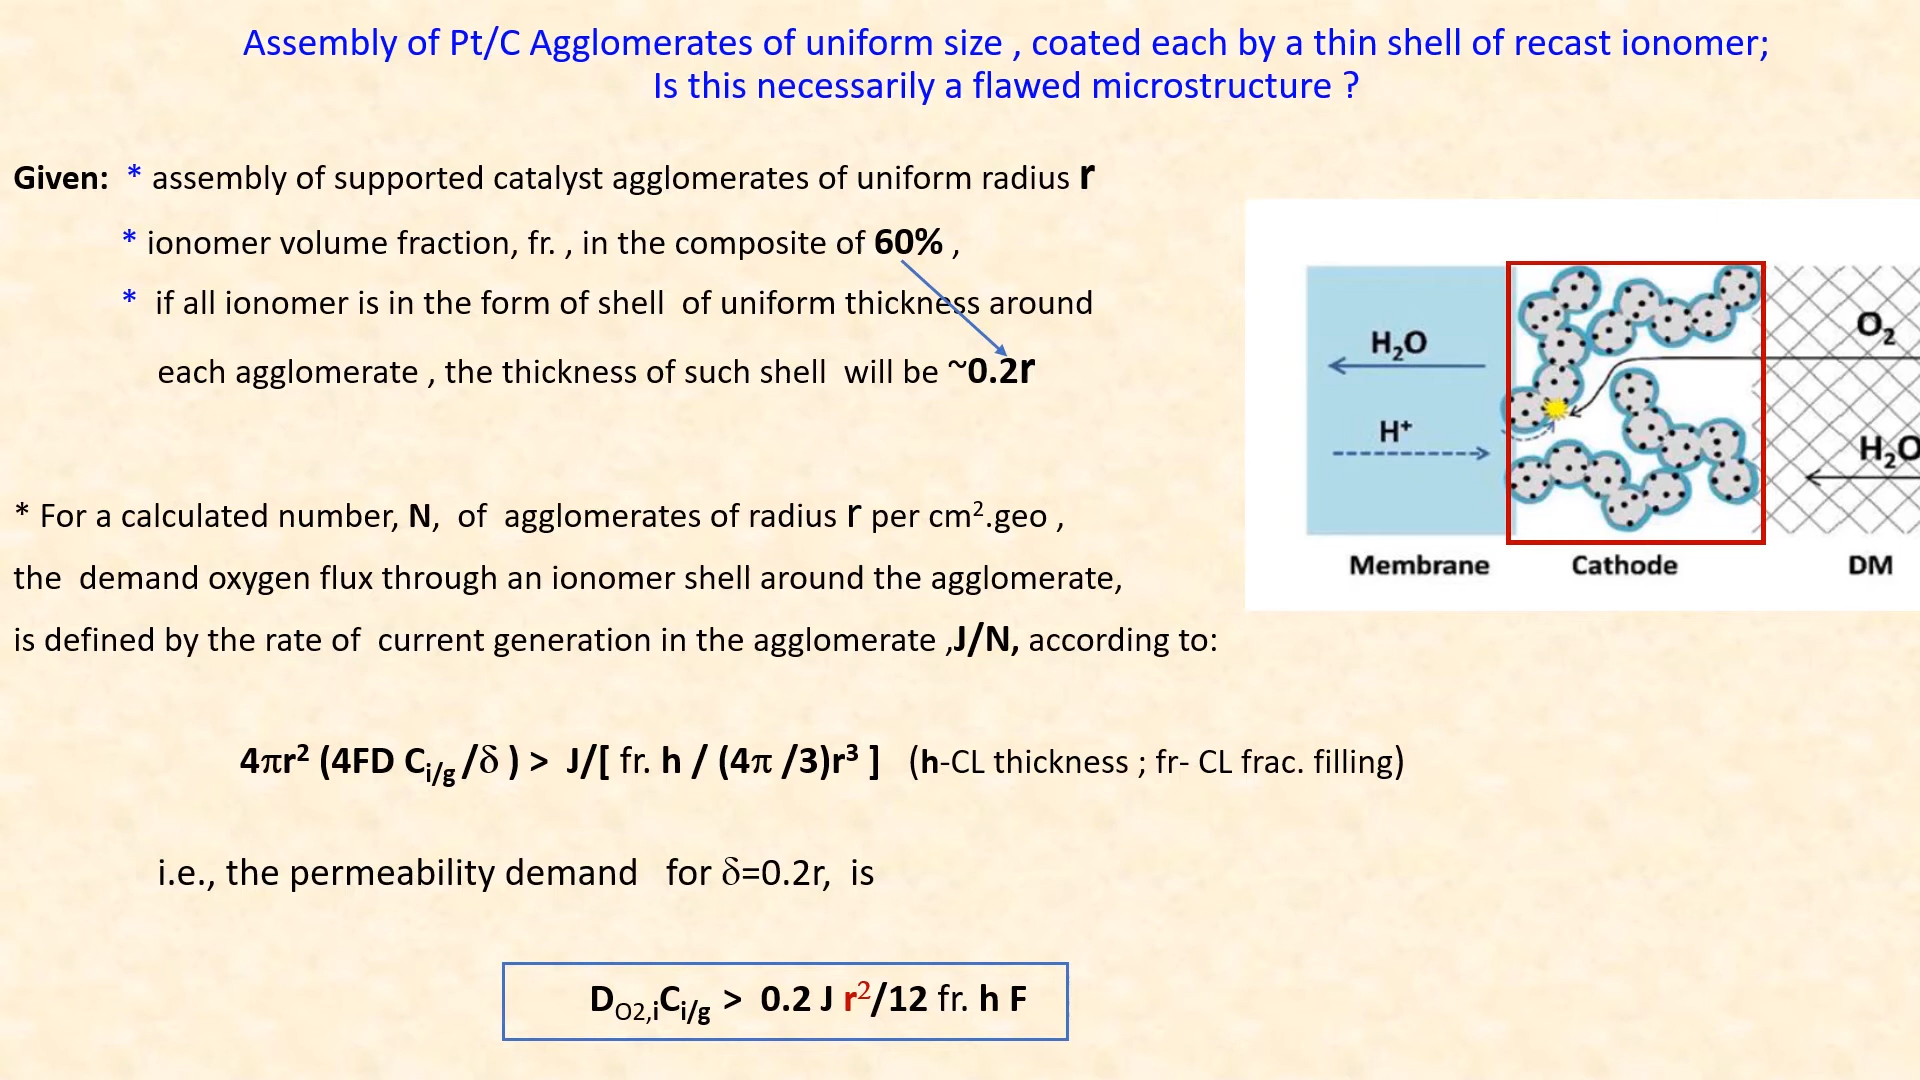 Assembly of Pt/C Agglomerates of uniform size , coated each by a thin shell of recast ionomer;
Is this necessarily a flawed microstructure ?
Given: * assembly of supported catalyst agglomerates of uniform radius r
* ionomer volume fraction, fr. , in the composite of 60% ,
* if all ionomer is in the form of shell of uniform thickness around
each agglomerate , the thickness of such shell will be ~0.2r
O₂
H₂O
H⁺
H₂O
Membrane
Cathode
DM
* For a calculated number, N, of agglomerates of radius r per cm².geo ,
the demand oxygen flux through an ionomer shell around the agglomerate,
is defined by the rate of current generation in the agglomerate ,J/N, according to:
4πr² (4FD C_i/g /δ ) > J/[ fr. h / (4π /3)r³ ] (h-CL thickness ; fr- CL frac. filling)
i.e., the permeability demand for δ=0.2r, is
D_O2,i C_i/g > 0.2 J r²/12 fr. h F